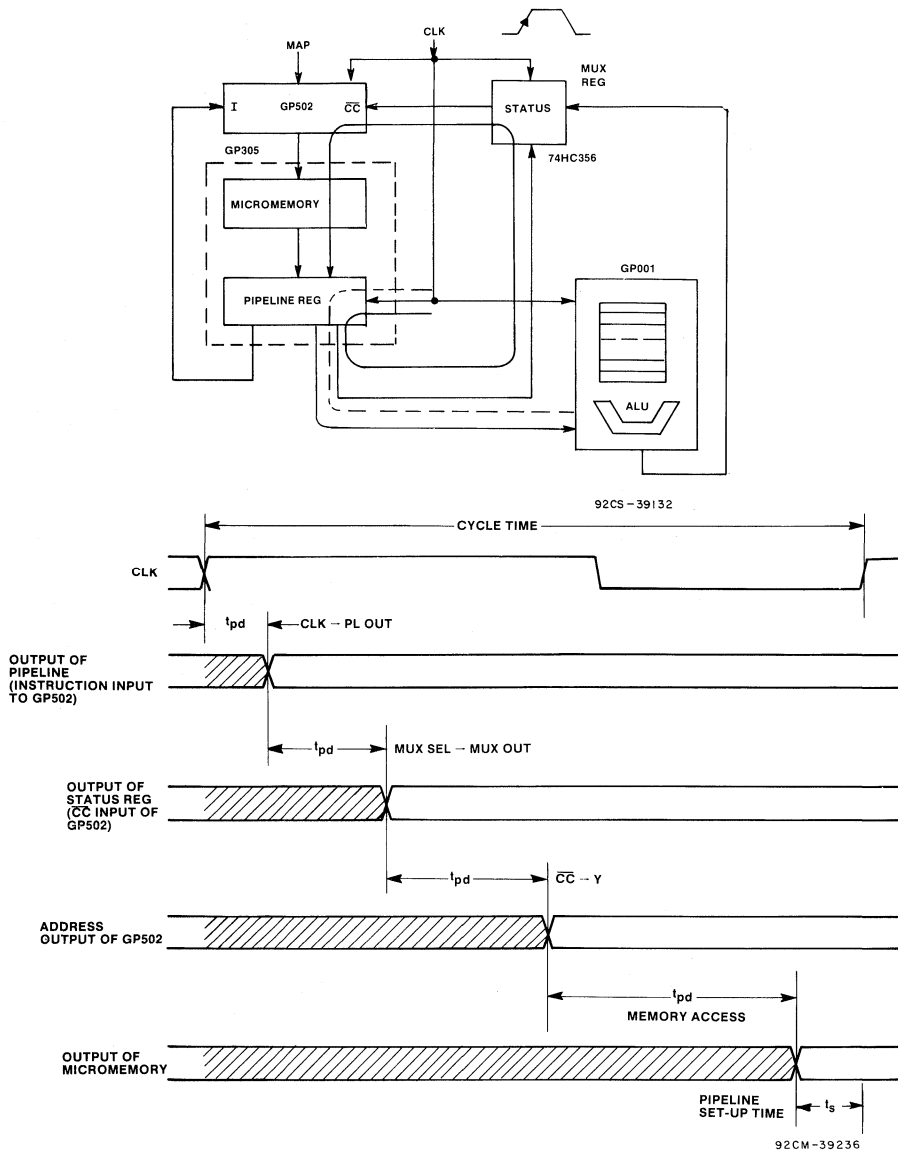 MAP
CLK
MUX
REG
I
GP502
CC
STATUS
GP305
74HC356
MICROMEMORY
GP001
PIPELINE REG
ALU
92CS-39132
CYCLE TIME
CLK
tpd
CLK – PL OUT
OUTPUT OF
PIPELINE
(INSTRUCTION INPUT
TO GP502)
tpd
MUX SEL – MUX OUT
OUTPUT OF
STATUS REG
(CC INPUT OF
GP502)
tpd
CC – Y
ADDRESS
OUTPUT OF GP502
tpd
MEMORY ACCESS
OUTPUT OF
MICROMEMORY
PIPELINE
SET-UP TIME
ts
92CM-39236